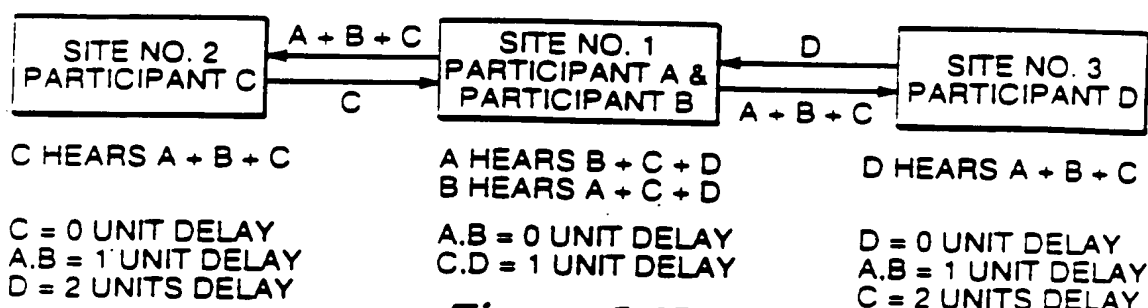 SITE NO. 2
PARTICIPANT C
A + B + C
C
SITE NO. 1
PARTICIPANT A &
PARTICIPANT B
D
A + B + C
SITE NO. 3
PARTICIPANT D
C HEARS A + B + C
A HEARS B + C + D
B HEARS A + C + D
D HEARS A + B + C
C = 0 UNIT DELAY
A.B = 1 UNIT DELAY
D = 2 UNITS DELAY
A.B = 0 UNIT DELAY
C.D = 1 UNIT DELAY
D = 0 UNIT DELAY
A.B = 1 UNIT DELAY
C = 2 UNITS DELAY